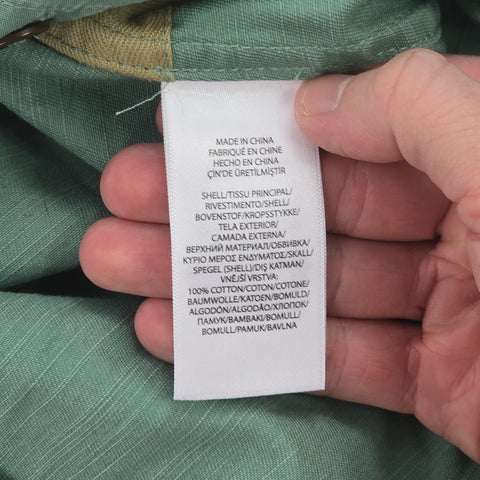 MADE IN CHINA
FABRIQUÉ EN CHINE
HECHO EN CHINA
ÇİN'DE ÜRETİLMİŞTİR
SHELL/TISSU PRINCIPAL/
RIVESTIMENTO/SHELL/
BOVENSTOF/KROPSSTYKKE/
TELA EXTERIOR/
CAMADA EXTERNA/
ВЕРХНИЙ МАТЕРИАЛ/ОБВИВКА/
ΚΥΡΙΟ ΜΕΡΟΣ ΕΝΔΥΜΑΤΟΣ/SKALL/
SPEGEL (SHELL)/DIŞ KATMAN/
VNĚJŠÍ VRSTVA:
100% COTTON/COTON/COTONE/
BAUMWOLLE/KATOEN/BOMULD/
ALGODÓN/ALGODÃO/ХЛОПОК/
ПАМУК/ΒΑΜΒΑΚΙ/BOMULL/
BOMULL/PAMUK/BAVLNA